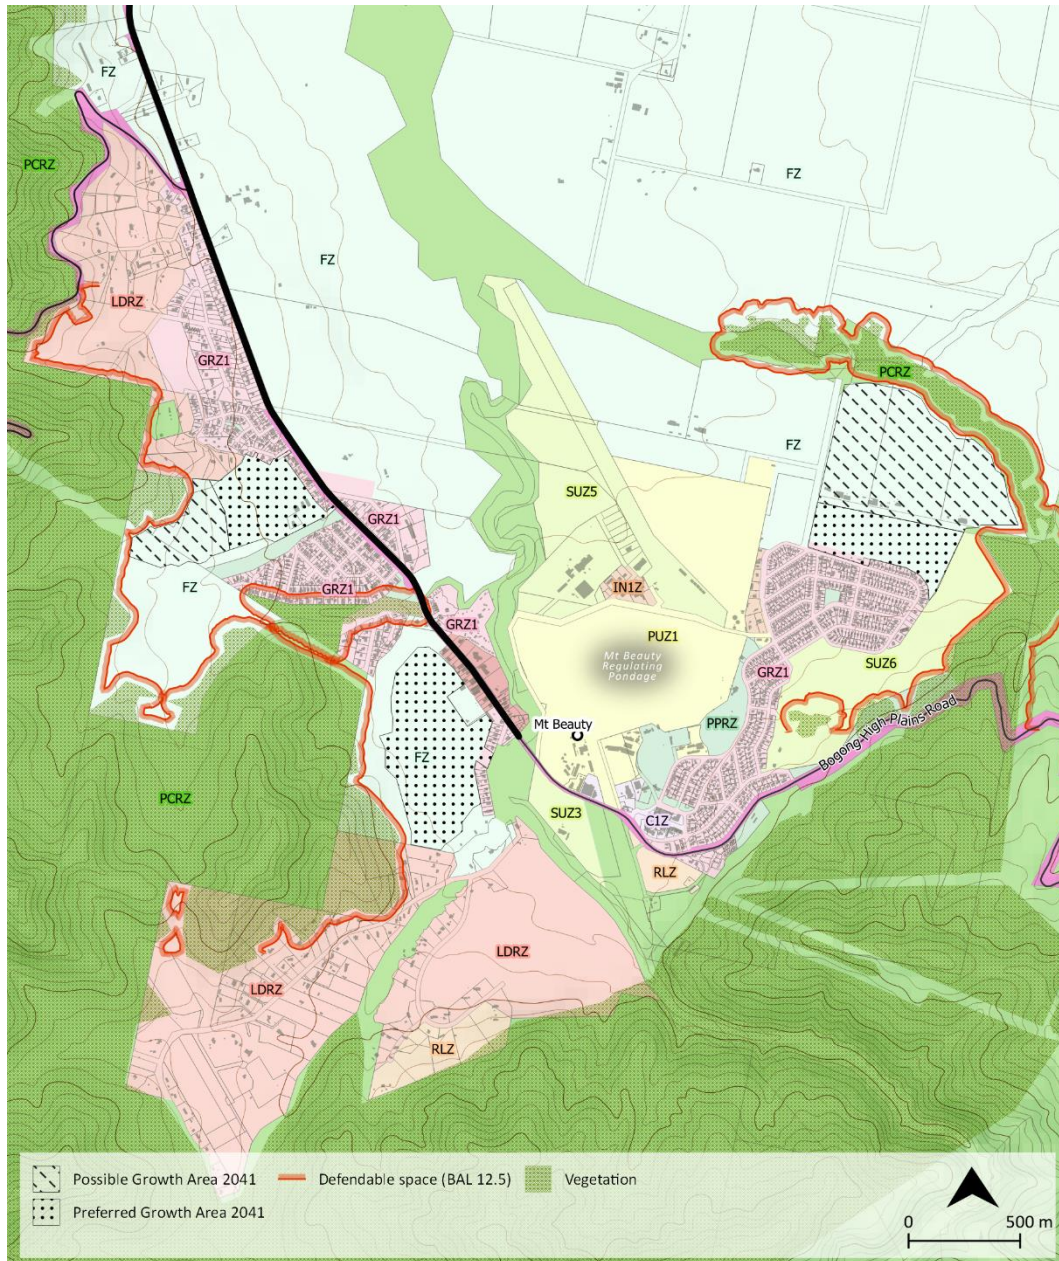 FZ
PCRZ
FZ
FZ
LDRZ
GRZ1
PCRZ
FZ
SUZ5
GRZ1
IN1Z
FZ
GRZ1
GRZ1
PUZ1
Mt Beauty
Regulating
Pondage
SUZ6
GRZ1
PPRZ
Mt Beauty
Bogong High Plains Road
FZ
PCRZ
SUZ3
C1Z
RLZ
LDRZ
LDRZ
RLZ
Possible Growth Area 2041
Defendable space (BAL 12.5)
Vegetation
Preferred Growth Area 2041
0
500 m